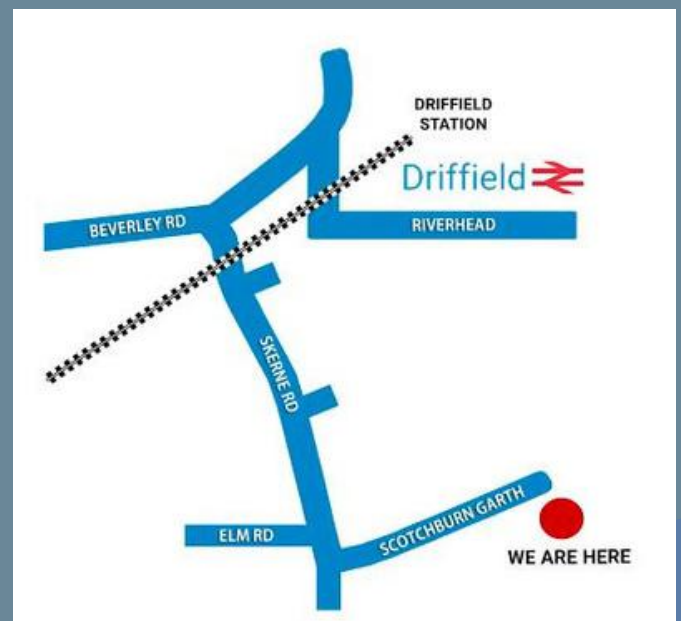 DRIFFIELD
STATION
Driffield
BEVERLEY RD
RIVERHEAD
SKERNE RD
SCOTCHBURN GARTH
ELM RD
WE ARE HERE